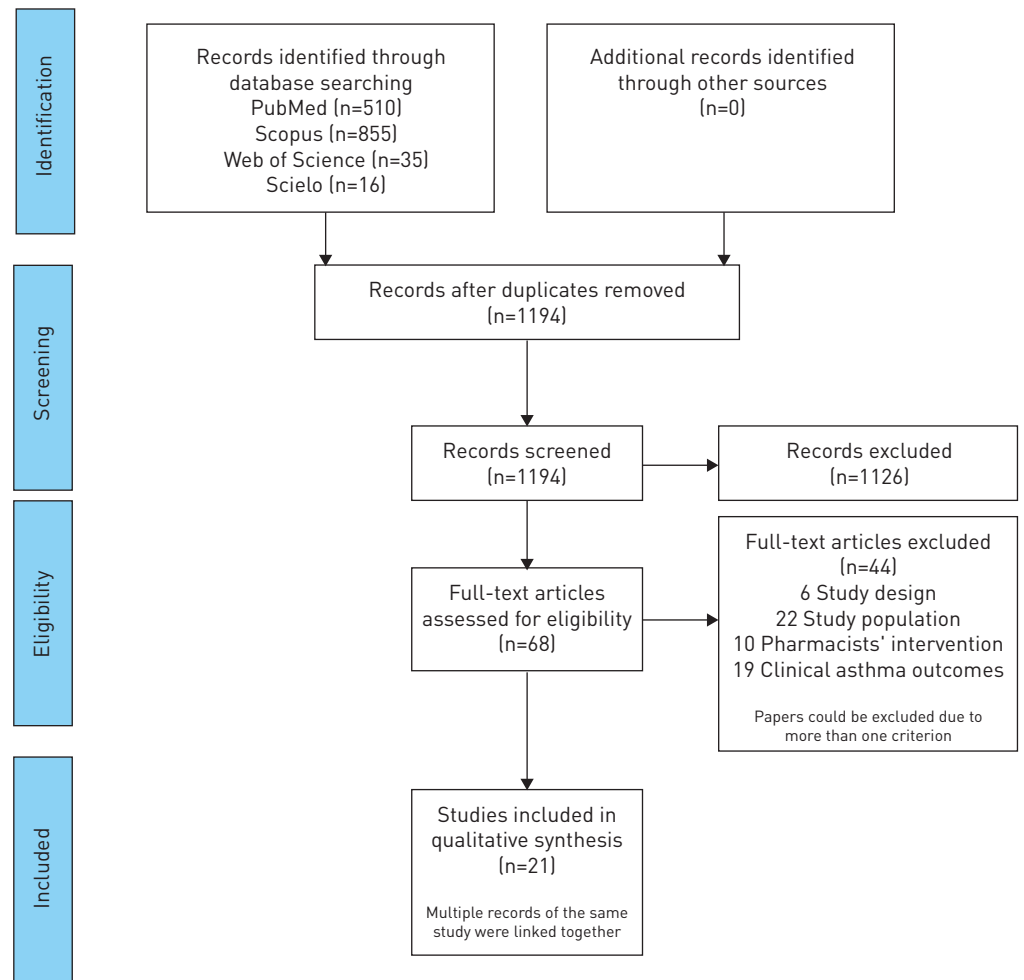 Identification
Records identified through
database searching
PubMed (n=510)
Scopus (n=855)
Web of Science (n=35)
Scielo (n=16)
Additional records identified
through other sources
(n=0)
Screening
Records after duplicates removed
(n=1194)
Records screened
(n=1194)
Records excluded
(n=1126)
Eligibility
Full-text articles
assessed for eligibility
(n=68)
Full-text articles excluded
(n=44)
6 Study design
22 Study population
10 Pharmacists' intervention
19 Clinical asthma outcomes
Papers could be excluded due to
more than one criterion
Included
Studies included in
qualitative synthesis
(n=21)
Multiple records of the same
study were linked together